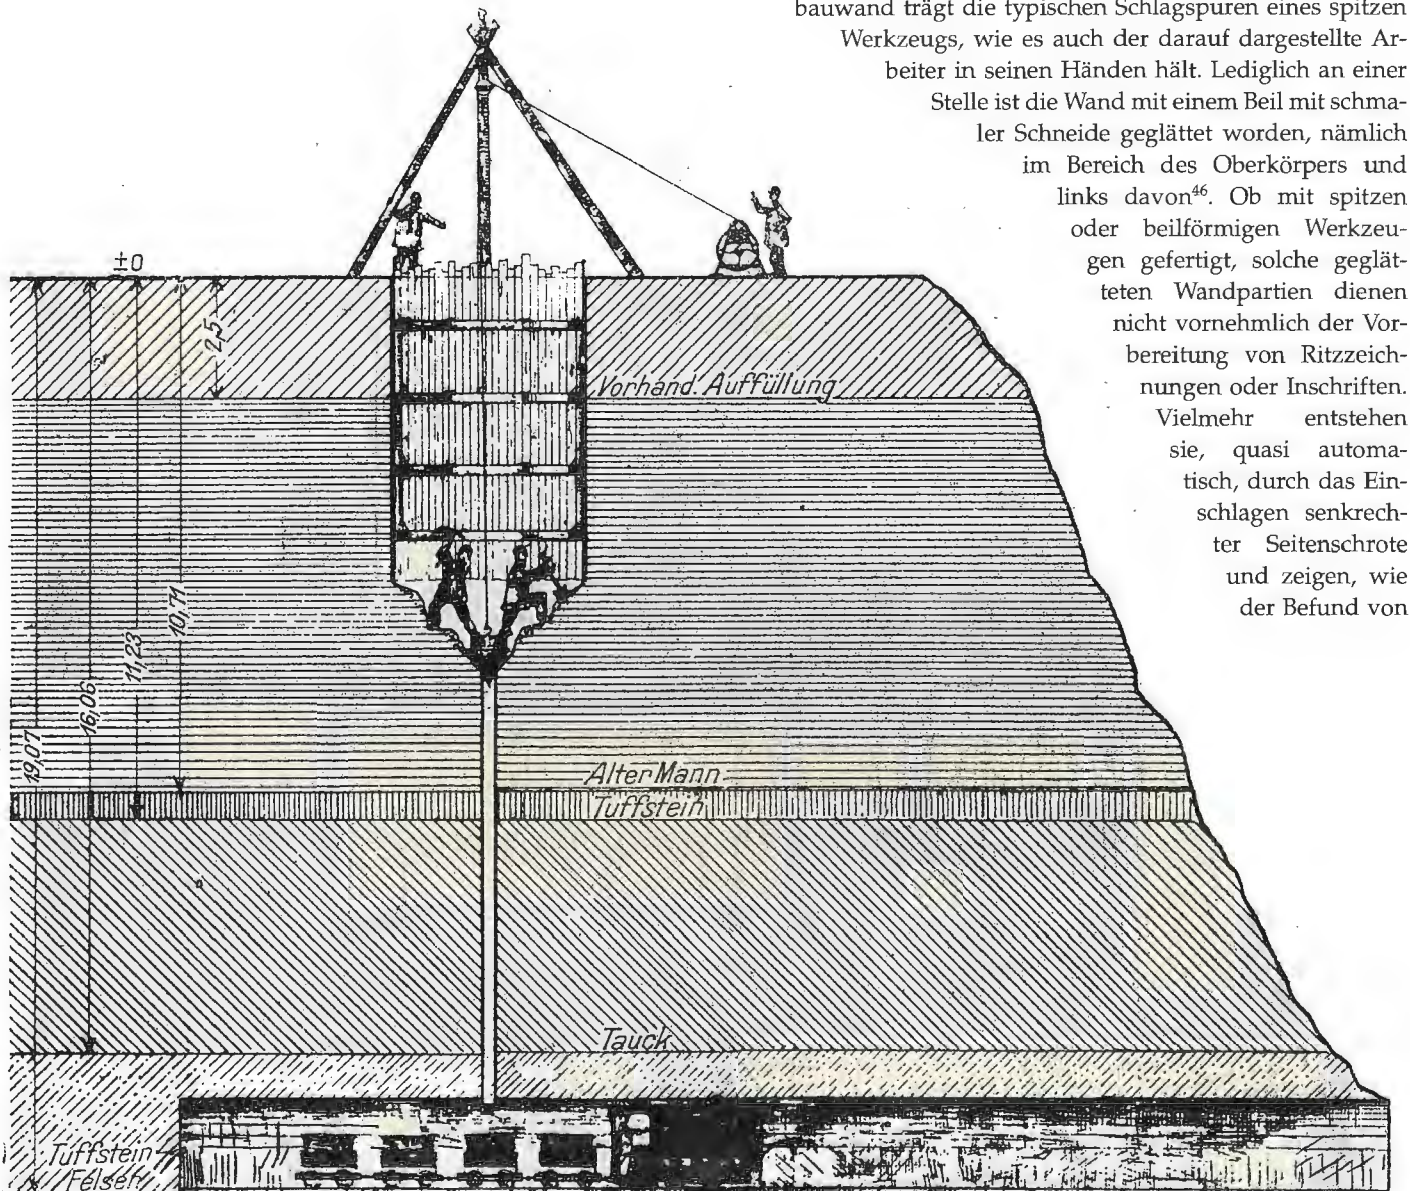 bauwand trägt die typischen Schlagspuren eines spitzen
Werkzeugs, wie es auch der darauf dargestellte Ar-
beiter in seinen Händen hält. Lediglich an einer
Stelle ist die Wand mit einem Beil mit schma-
ler Schneide geglättet worden, nämlich
im Bereich des Oberkörpers und
links davon⁴⁶. Ob mit spitzen
oder beilförmigen Werkzeu-
gen gefertigt, solche geglät-
teten Wandpartien dienen
nicht vornehmlich der Vor-
bereitung von Ritzzeich-
nungen oder Inschriften.
Vielmehr entstehen
sie, quasi automa-
tisch, durch das Ein-
schlagen senkrech-
ter Seitenschrote
und zeigen, wie
der Befund von
±0
2,5
Vorhand. Auffüllung
10,71
11,23
16,06
19,07
Alter Mann
Tuffstein
Tauck
Tuffstein
Felsen